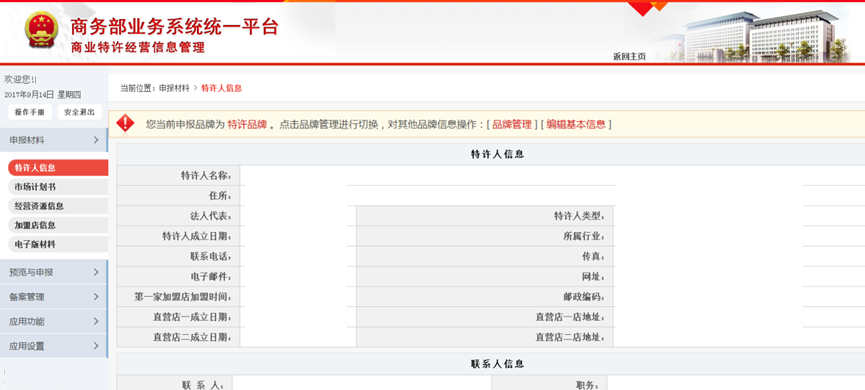 商务部业务系统统一平台
商业特许经营信息管理
返回主页
欢迎您!
2017年9月14日 星期四
操作手册 安全退出
当前位置：申报材料 > 特许人信息
您当前申报品牌为 特许品牌 。点击品牌管理进行切换，对其他品牌信息操作：[ 品牌管理 ] [ 编辑基本信息 ]
申报材料
特许人信息
市场计划书
经营资源信息
加盟店信息
电子版材料
预览与申报
备案管理
应用功能
应用设置
特许人信息
特许人名称：
住所：
法人代表： 特许人类型：
特许人成立日期： 所属行业：
联系电话： 传真：
电子邮件： 网址：
第一家加盟店加盟时间： 邮政编码：
直营店一成立日期： 直营店一店地址：
直营店二成立日期： 直营店二店地址：
联系人信息
联 系 人： 职务：